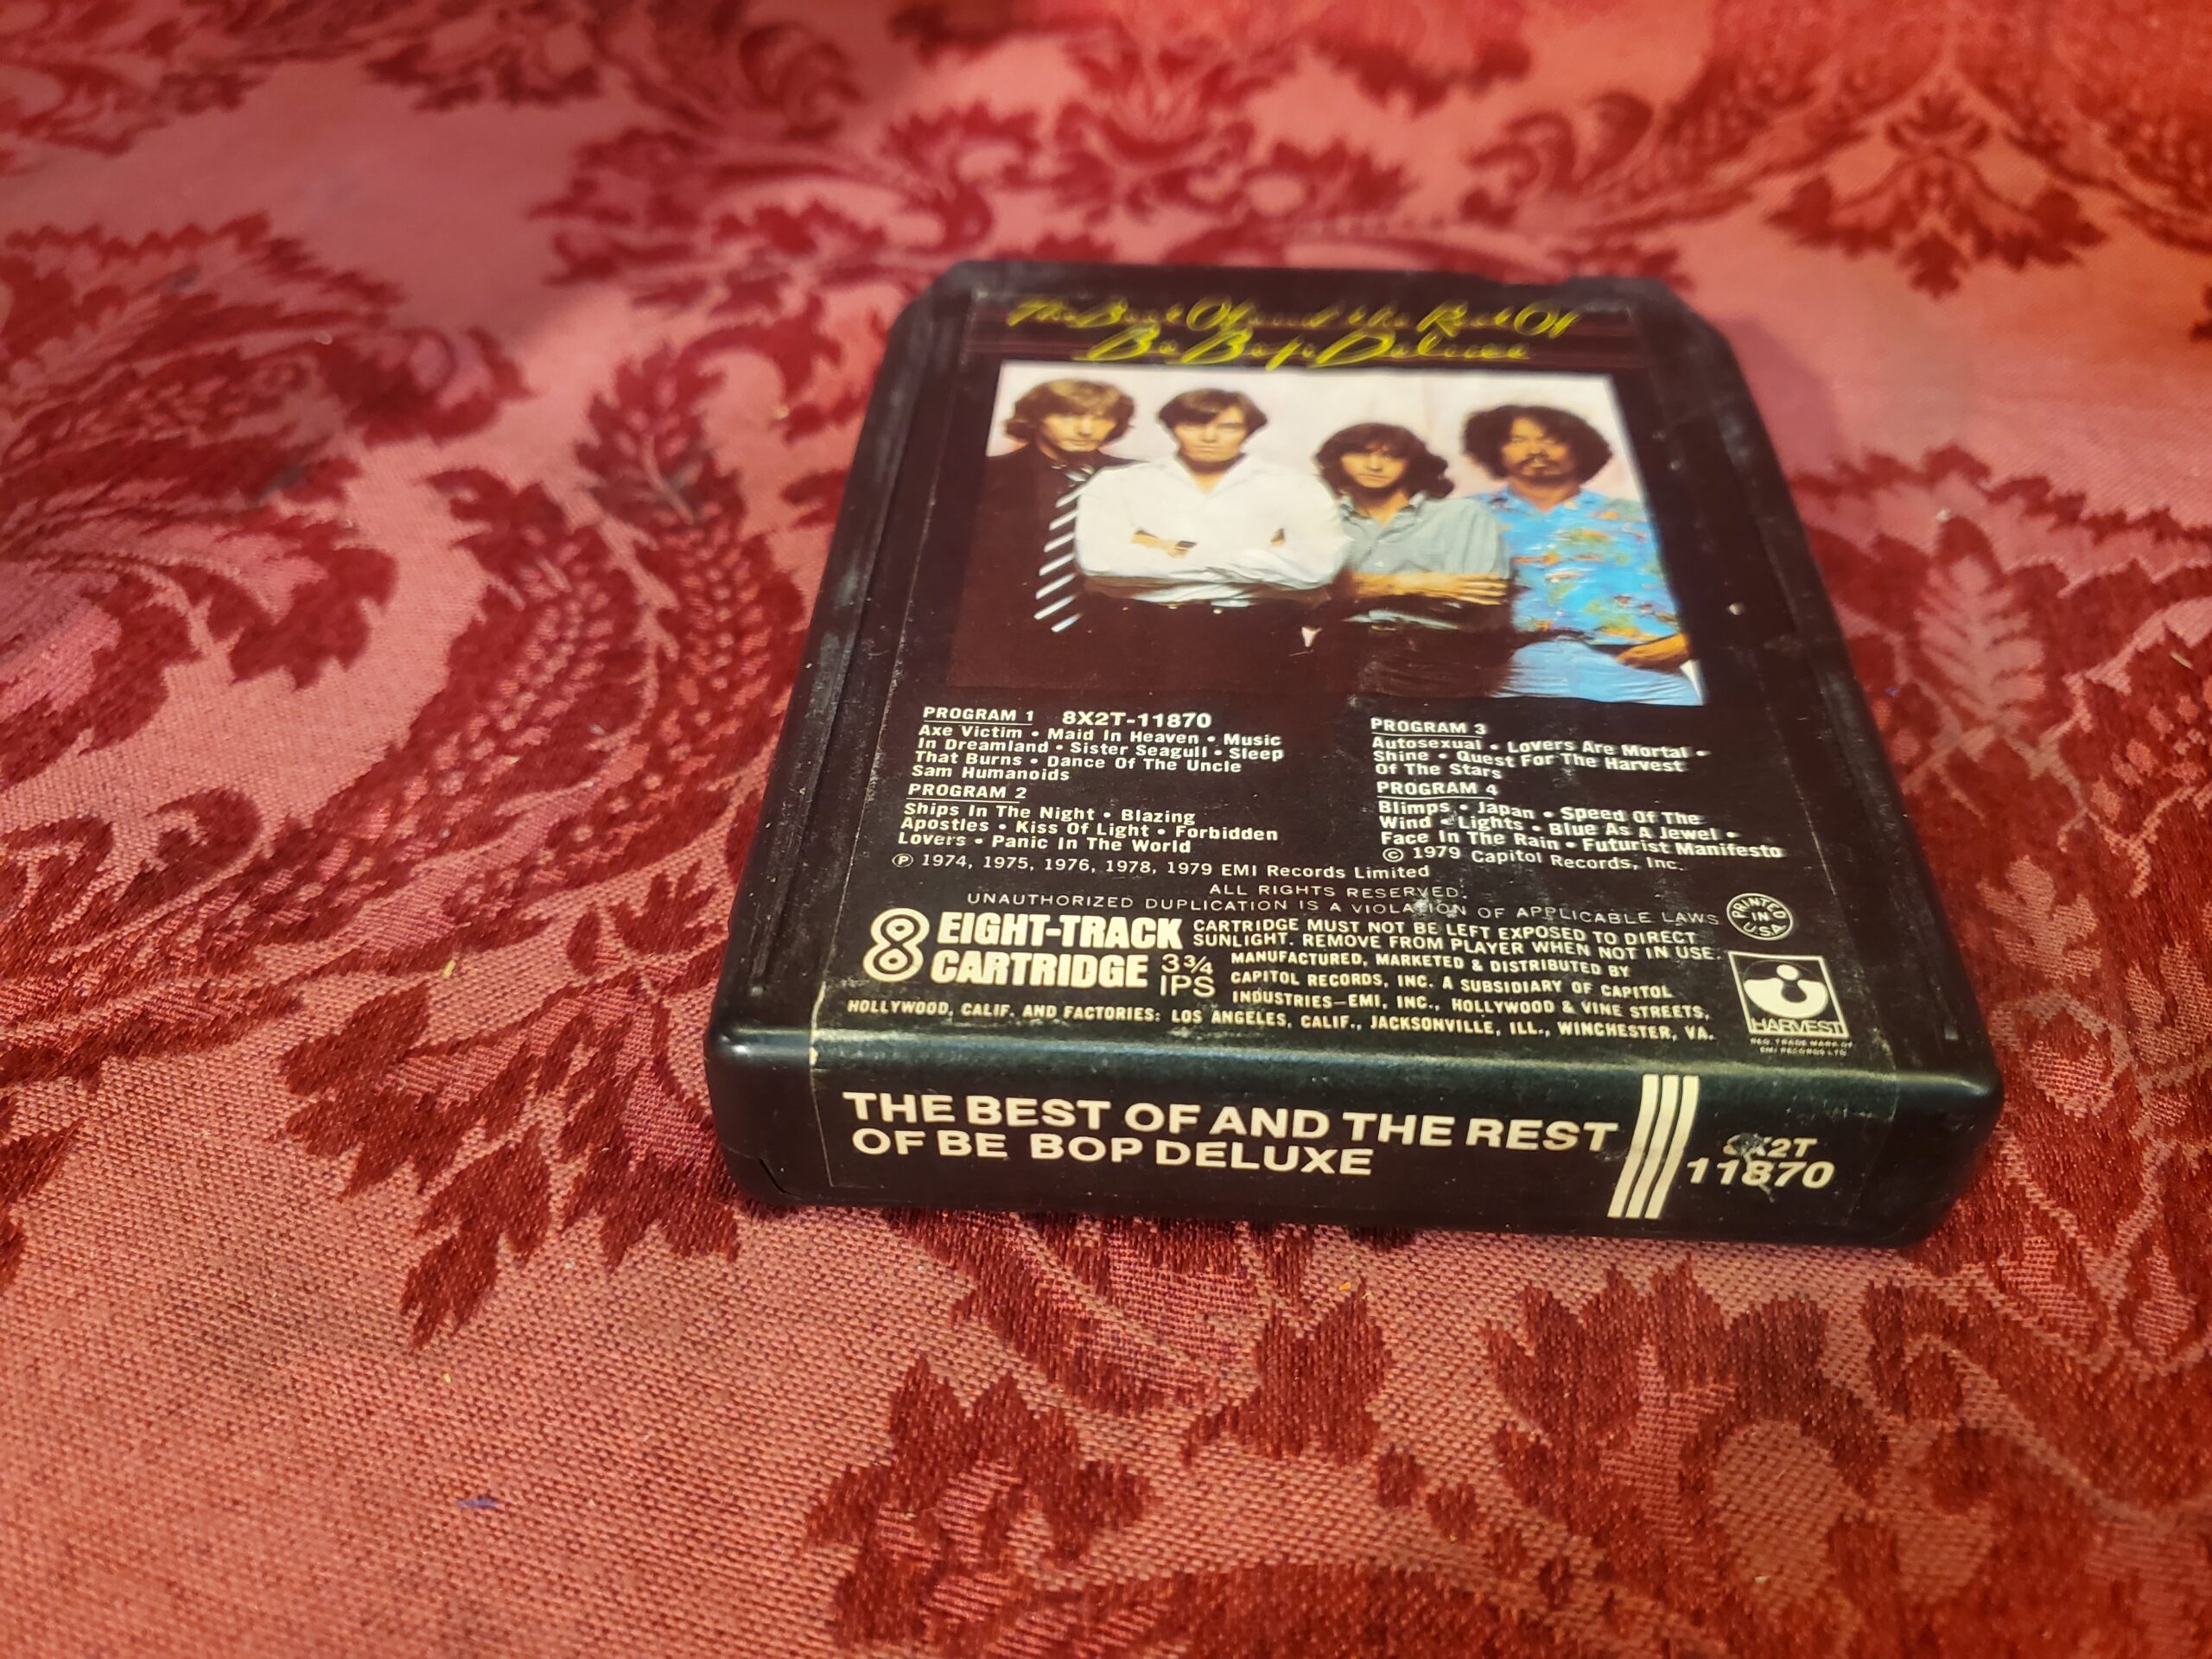 The Best Of and the Rest Of
Be Bop Deluxe
PROGRAM 1 8X2T-11870
Axe Victim • Maid In Heaven • Music
In Dreamland • Sister Seagull • Sleep
That Burns • Dance Of The Uncle
Sam Humanoids
PROGRAM 2
Ships In The Night • Blazing
Apostles • Kiss Of Light • Forbidden
Lovers • Panic In The World
PROGRAM 3
Autosexual • Lovers Are Mortal •
Shine • Quest For The Harvest
Of The Stars
PROGRAM 4
Blimps • Japan • Speed Of The
Wind • Lights • Blue As A Jewel •
Face In The Rain • Futurist Manifesto
Ⓟ 1974, 1975, 1976, 1978, 1979 EMI Records Limited
© 1979 Capitol Records, Inc.
ALL RIGHTS RESERVED.
UNAUTHORIZED DUPLICATION IS A VIOLATION OF APPLICABLE LAWS
PRINTED
IN
U.S.A.
8 EIGHT-TRACK
CARTRIDGE
3¾
IPS
CARTRIDGE MUST NOT BE LEFT EXPOSED TO DIRECT
SUNLIGHT. REMOVE FROM PLAYER WHEN NOT IN USE.
MANUFACTURED, MARKETED & DISTRIBUTED BY
CAPITOL RECORDS, INC. A SUBSIDIARY OF CAPITOL
INDUSTRIES—EMI, INC., HOLLYWOOD & VINE STREETS,
HOLLYWOOD, CALIF. AND FACTORIES: LOS ANGELES, CALIF., JACKSONVILLE, ILL., WINCHESTER, VA.
HARVEST
REG. TRADE MARK OF
EMI RECORDS LTD
THE BEST OF AND THE REST
OF BE BOP DELUXE
8X2T
11870